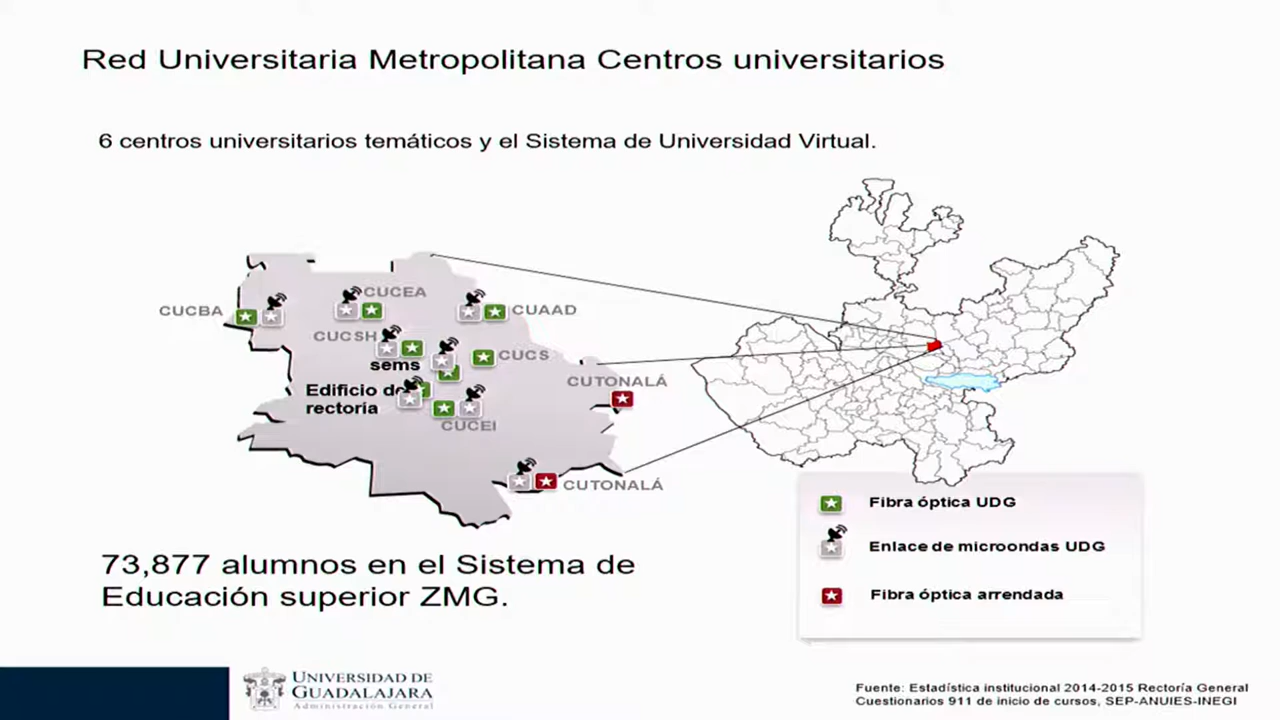 Red Universitaria Metropolitana Centros universitarios
6 centros universitarios temáticos y el Sistema de Universidad Virtual.
CUCBA
CUCEA
CUAAD
CUCSH
CUCS
sems
Edificio de
rectoría
CUTONALÁ
CUCEI
CUTONALÁ
Fibra óptica UDG
Enlace de microondas UDG
Fibra óptica arrendada
73,877 alumnos en el Sistema de
Educación superior ZMG.
UNIVERSIDAD DE
GUADALAJARA
Administración General
Fuente: Estadística institucional 2014-2015 Rectoría General
Cuestionarios 911 de inicio de cursos, SEP-ANUIES-INEGI